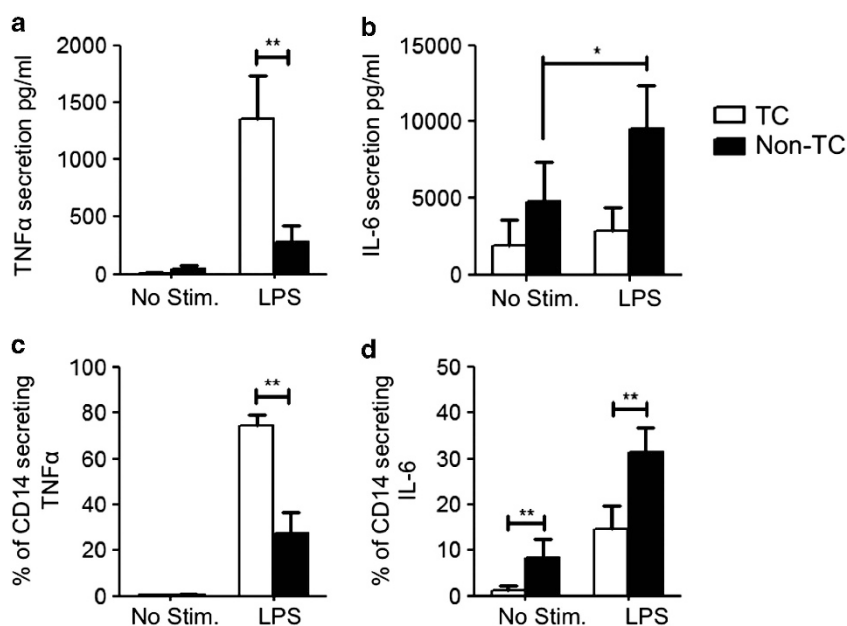 a
TNFα secretion pg/ml
2000
1500
1000
500
0
**
No Stim.
LPS
b
IL-6 secretion pg/ml
15000
10000
5000
0
*
No Stim.
LPS
TC
Non-TC
c
% of CD14 secreting
TNFα
100
80
60
40
20
0
**
No Stim.
LPS
d
% of CD14 secreting
IL-6
50
40
30
20
10
0
**
**
No Stim.
LPS